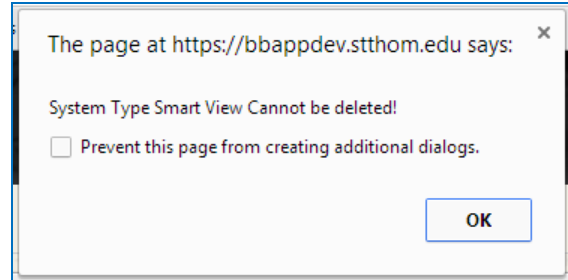 The page at https://bbappdev.stthom.edu says:
System Type Smart View Cannot be deleted!
Prevent this page from creating additional dialogs.
OK